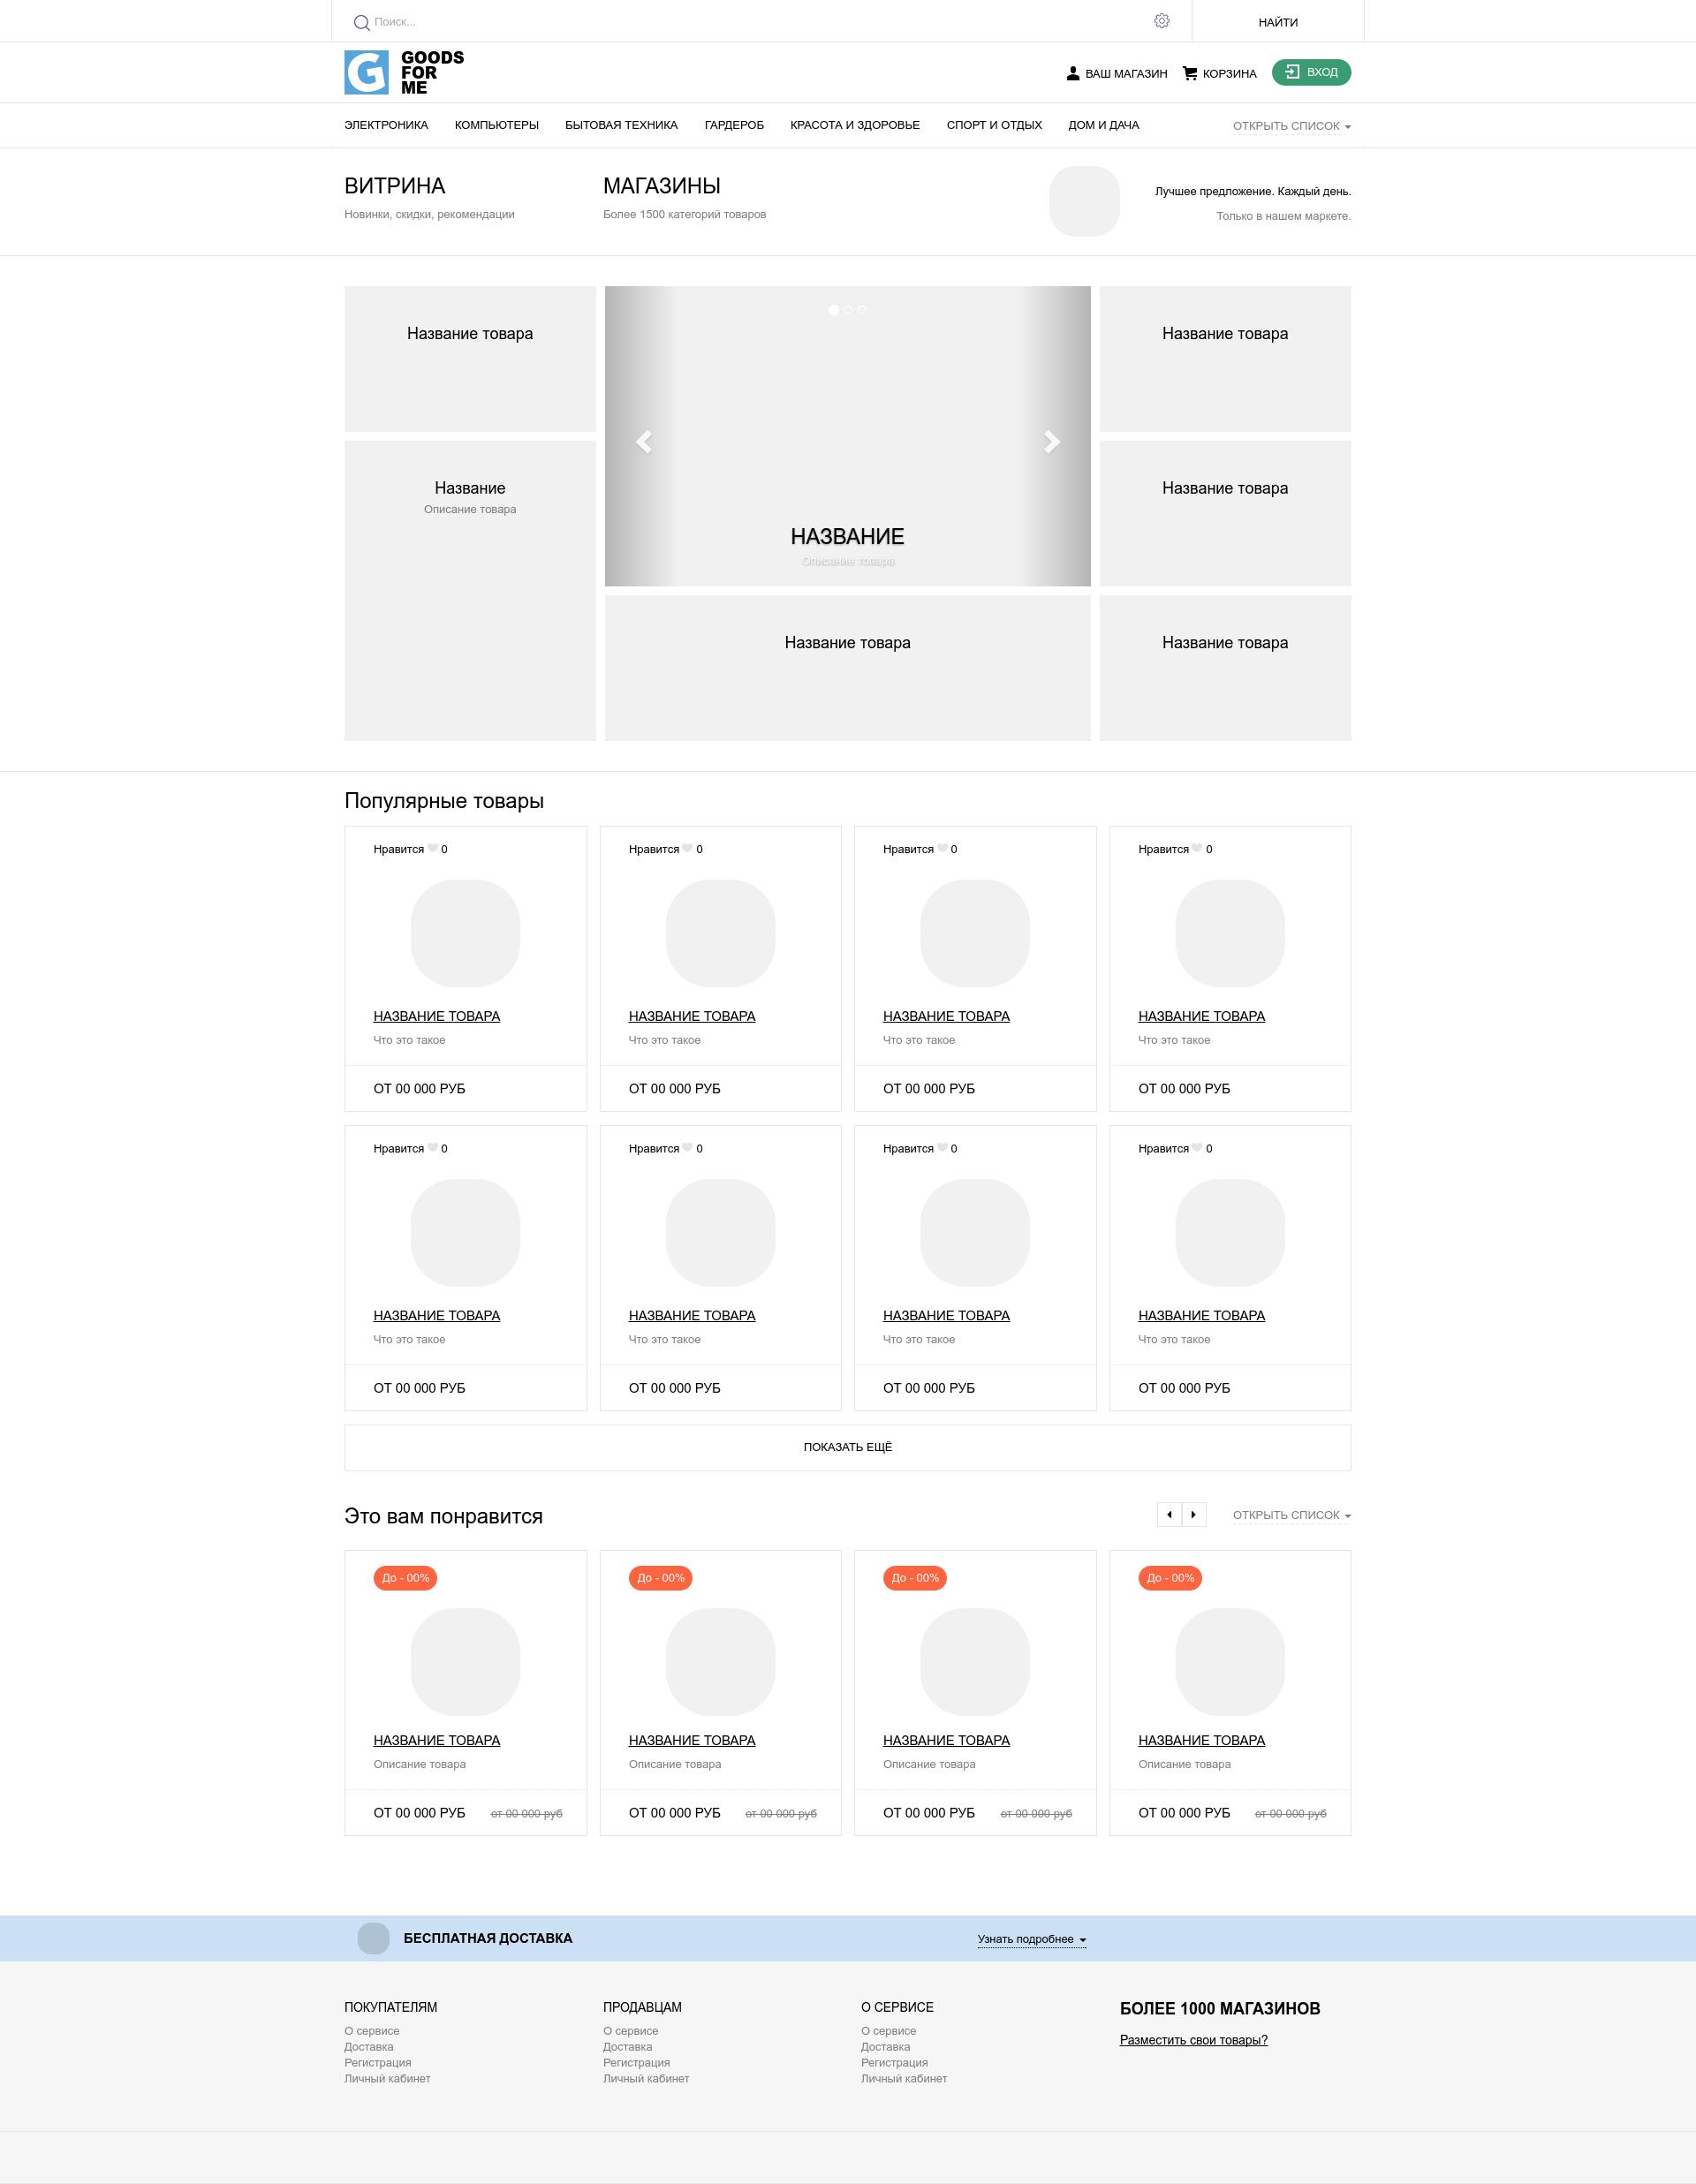 Поиск...
НАЙТИ
GOODS
FOR
ME
ВАШ МАГАЗИН
КОРЗИНА
ВХОД
ЭЛЕКТРОНИКА
КОМПЬЮТЕРЫ
БЫТОВАЯ ТЕХНИКА
ГАРДЕРОБ
КРАСОТА И ЗДОРОВЬЕ
СПОРТ И ОТДЫХ
ДОМ И ДАЧА
ОТКРЫТЬ СПИСОК
ВИТРИНА
Новинки, скидки, рекомендации
МАГАЗИНЫ
Более 1500 категорий товаров
Лучшее предложение. Каждый день.
Только в нашем маркете.
Название товара
Название
Описание товара
НАЗВАНИЕ
Описание товара
Название товара
Название товара
Название товара
Название товара
Популярные товары
Нравится 0
НАЗВАНИЕ ТОВАРА
Что это такое
ОТ 00 000 РУБ
Нравится 0
НАЗВАНИЕ ТОВАРА
Что это такое
ОТ 00 000 РУБ
Нравится 0
НАЗВАНИЕ ТОВАРА
Что это такое
ОТ 00 000 РУБ
Нравится 0
НАЗВАНИЕ ТОВАРА
Что это такое
ОТ 00 000 РУБ
Нравится 0
НАЗВАНИЕ ТОВАРА
Что это такое
ОТ 00 000 РУБ
Нравится 0
НАЗВАНИЕ ТОВАРА
Что это такое
ОТ 00 000 РУБ
Нравится 0
НАЗВАНИЕ ТОВАРА
Что это такое
ОТ 00 000 РУБ
Нравится 0
НАЗВАНИЕ ТОВАРА
Что это такое
ОТ 00 000 РУБ
ПОКАЗАТЬ ЕЩЁ
Это вам понравится
ОТКРЫТЬ СПИСОК
До - 00%
НАЗВАНИЕ ТОВАРА
Описание товара
ОТ 00 000 РУБ от 00 000 руб
До - 00%
НАЗВАНИЕ ТОВАРА
Описание товара
ОТ 00 000 РУБ от 00 000 руб
До - 00%
НАЗВАНИЕ ТОВАРА
Описание товара
ОТ 00 000 РУБ от 00 000 руб
До - 00%
НАЗВАНИЕ ТОВАРА
Описание товара
ОТ 00 000 РУБ от 00 000 руб
БЕСПЛАТНАЯ ДОСТАВКА
Узнать подробнее
ПОКУПАТЕЛЯМ
О сервисе
Доставка
Регистрация
Личный кабинет
ПРОДАВЦАМ
О сервисе
Доставка
Регистрация
Личный кабинет
О СЕРВИСЕ
О сервисе
Доставка
Регистрация
Личный кабинет
БОЛЕЕ 1000 МАГАЗИНОВ
Разместить свои товары?